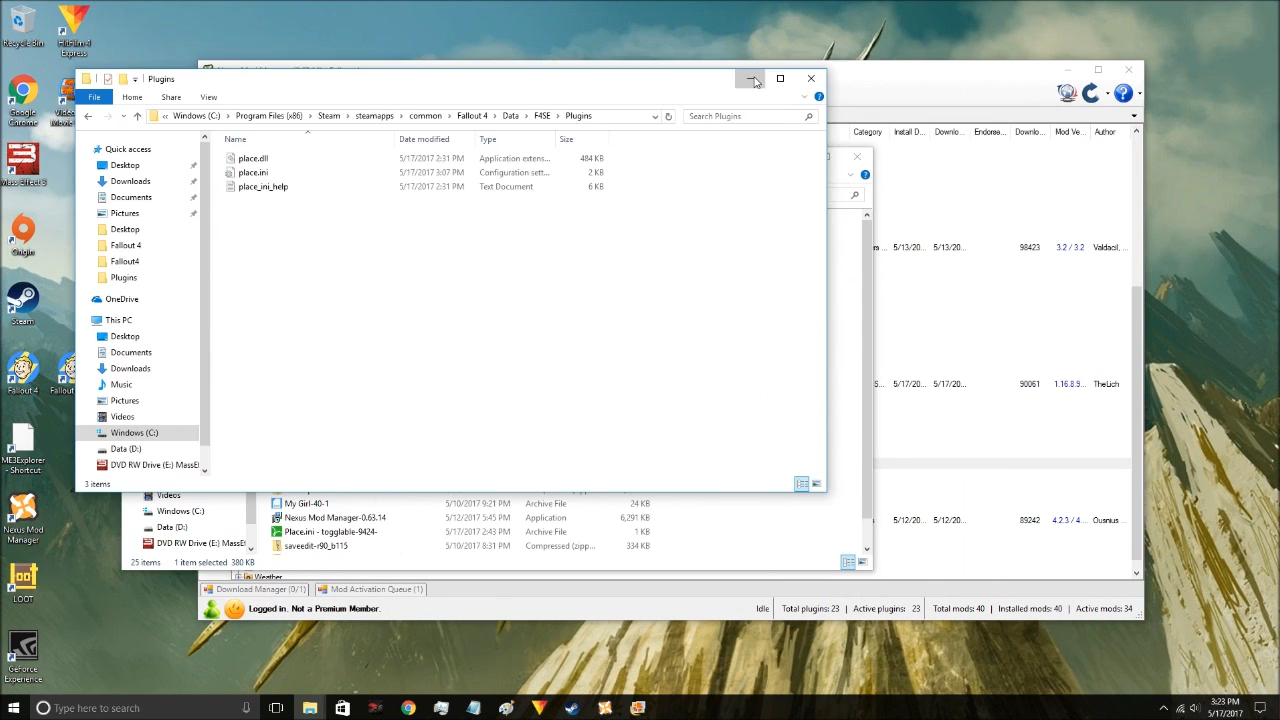 Recycle Bin
HitFilm 4
Express
Google
Chrome
Mass Effect 3
Origin
Steam
Fallout 4
ME3Explorer
- Shortcut
Nexus Mod
Manager
LOOT
GeForce
Experience
Plugins
File
Home
Share
View
« Windows (C:) › Program Files (x86) › Steam › steamapps › common › Fallout 4 › Data › F4SE › Plugins
Search Plugins
Name Date modified Type Size
place.dll 5/17/2017 2:31 PM Application extens... 484 KB
place.ini 5/17/2017 3:07 PM Configuration sett... 2 KB
place_ini_help 5/17/2017 2:31 PM Text Document 6 KB
Quick access
Desktop
Downloads
Documents
Pictures
Desktop
Fallout 4
Fallout4
Plugins
OneDrive
This PC
Desktop
Documents
Downloads
Music
Pictures
Videos
Windows (C:)
Data (D:)
DVD RW Drive (E:) MassEf
3 items
Category Install D... Downlo... Endorse... Downlo... Mod Ve... Author
5/13/20... 5/13/20... 98423 3.2 / 3.2 Valdacil, ...
5/17/20... 5/17/20... 90061 1.16.8.9... TheLich
5/12/20... 5/12/20... 89242 4.2.3 / 4... Ousnius ...
Videos
Windows (C:)
Data (D:)
DVD RW Drive (E:) MassEf
My Girl-40-1 5/10/2017 9:21 PM Archive File 24 KB
Nexus Mod Manager-0.63.14 5/12/2017 5:45 PM Application 6,291 KB
Place.ini - togglable-9424- 5/17/2017 2:43 PM Archive File 1 KB
saveedit-r90_b115 5/10/2017 8:31 PM Compressed (zipp... 334 KB
25 items 1 item selected 380 KB
Weather
Download Manager (0/1) Mod Activation Queue (1)
Logged in. Not a Premium Member.
Idle Total plugins: 23 Active plugins: 23 Total mods: 40 Installed mods: 40 Active mods: 34
Type here to search
3:23 PM
5/17/2017